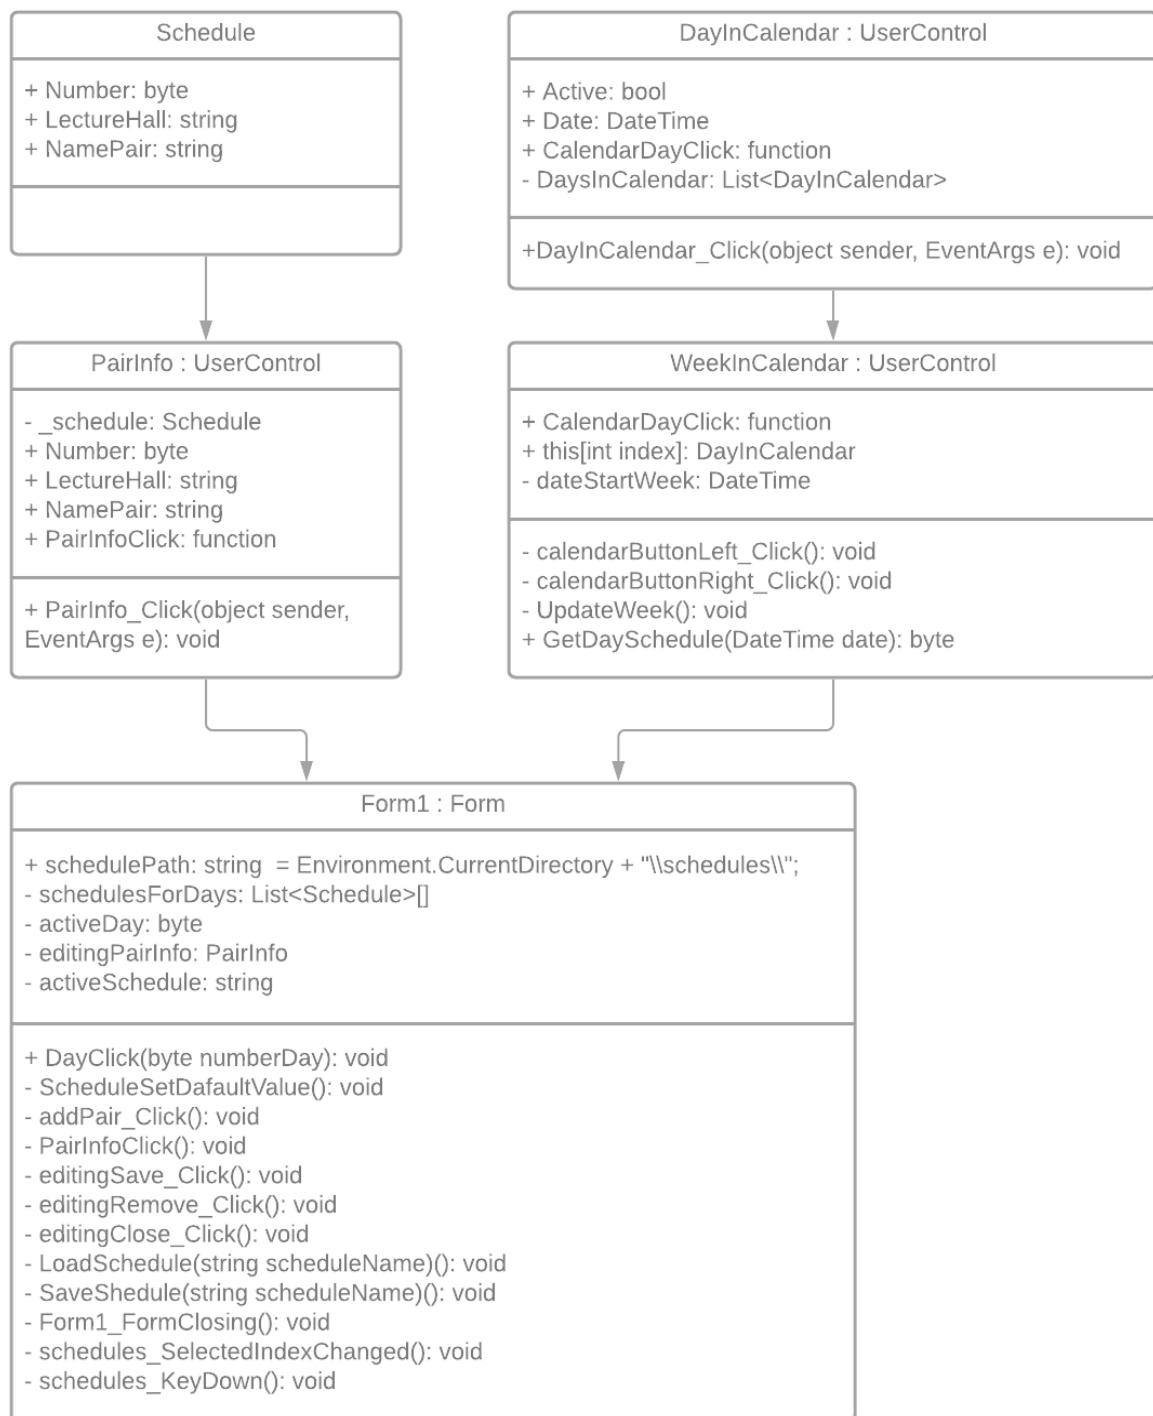 Schedule
+ Number: byte
+ LectureHall: string
+ NamePair: string
DayInCalendar : UserControl
+ Active: bool
+ Date: DateTime
+ CalendarDayClick: function
- DaysInCalendar: List<DayInCalendar>
+DayInCalendar_Click(object sender, EventArgs e): void
PairInfo : UserControl
- _schedule: Schedule
+ Number: byte
+ LectureHall: string
+ NamePair: string
+ PairInfoClick: function
+ PairInfo_Click(object sender,
EventArgs e): void
WeekInCalendar : UserControl
+ CalendarDayClick: function
+ this[int index]: DayInCalendar
- dateStartWeek: DateTime
- calendarButtonLeft_Click(): void
- calendarButtonRight_Click(): void
- UpdateWeek(): void
+ GetDaySchedule(DateTime date): byte
Form1 : Form
+ schedulePath: string  = Environment.CurrentDirectory + "\\schedules\\";
- schedulesForDays: List<Schedule>[]
- activeDay: byte
- editingPairInfo: PairInfo
- activeSchedule: string
+ DayClick(byte numberDay): void
- ScheduleSetDafaultValue(): void
- addPair_Click(): void
- PairInfoClick(): void
- editingSave_Click(): void
- editingRemove_Click(): void
- editingClose_Click(): void
- LoadSchedule(string scheduleName)(): void
- SaveShedule(string scheduleName)(): void
- Form1_FormClosing(): void
- schedules_SelectedIndexChanged(): void
- schedules_KeyDown(): void